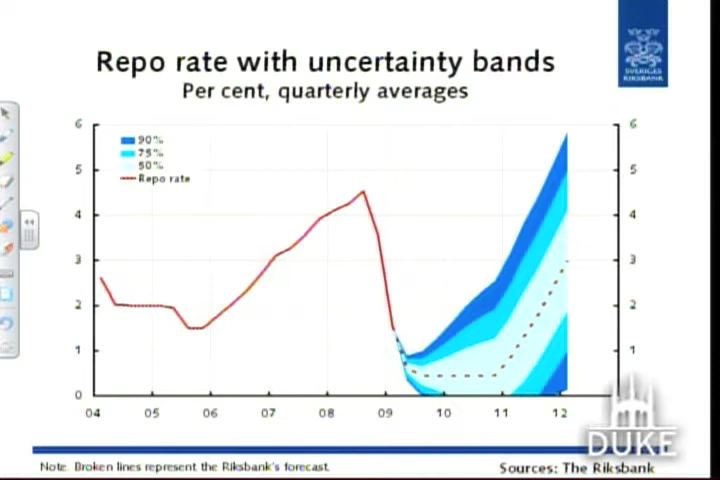 Repo rate with uncertainty bands
Per cent, quarterly averages
SVERIGES
RIKSBANK
6
5
4
3
2
1
0
90%
75%
50%
Repo rate
6
5
4
3
2
1
04 05 06 07 08 09 10 11 12
DUKE
Note. Broken lines represent the Riksbank's forecast.
Sources: The Riksbank